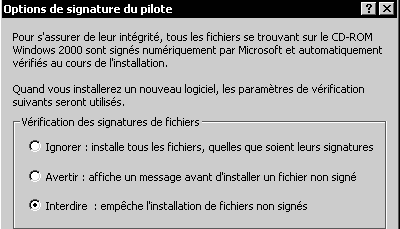 Options de signature du pilote
Pour s'assurer de leur intégrité, tous les fichiers se trouvant sur le CD-ROM
Windows 2000 sont signés numériquement par Microsoft et automatiquement
vérifiés au cours de l'installation.
Quand vous installerez un nouveau logiciel, les paramètres de vérification
suivants seront utilisés.
Vérification des signatures de fichiers
Ignorer : installe tous les fichiers, quelles que soient leurs signatures
Avertir : affiche un message avant d'installer un fichier non signé
Interdire : empêche l'installation de fichiers non signés